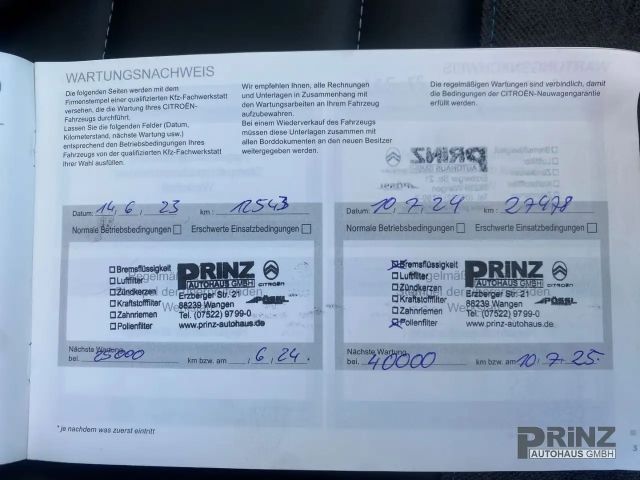 WARTUNGSNACHWEIS
Die folgenden Seiten werden mit dem
Firmenstempel einer qualifizierten Kfz-Fachwerkstatt
versehen, die die Wartung Ihres CITROËN-
Fahrzeugs durchführt.
Lassen Sie die folgenden Felder (Datum,
Kilometerstand, nächste Wartung usw.)
entsprechend den Betriebsbedingungen Ihres
Fahrzeugs von der qualifizierten Kfz-Fachwerkstatt
Ihrer Wahl ausfüllen.
Wir empfehlen Ihnen, alle Rechnungen
und Unterlagen in Zusammenhang mit
den Wartungsarbeiten an Ihrem Fahrzeug
aufzubewahren.
Bei einem Wiederverkauf des Fahrzeugs
müssen diese Unterlagen zusammen mit
allen Borddokumenten an den neuen Besitzer
weitergegeben werden.
Die regelmäßigen Wartungen sind verbindlich, damit
die Bedingungen der CITROËN-Neuwagengarantie
erfüllt werden.
Datum: 14, 6, 23 km: 12543
Normale Betriebsbedingungen Erschwerte Einsatzbedingungen
Bremsflüssigkeit
Luftfilter
Zündkerzen
Kraftstofffilter
Zahnriemen
Pollenfilter
PRINZ
AUTOHAUS GMBH
CITROËN
Erzberger Str. 21
88239 Wangen
PÖSSL
Tel. (07522) 9799-0
www.prinz-autohaus.de
Nächste Wartung
bei: 25000 km bzw. am , 6, 24.
Datum: 10.7.24 km: 27478
Normale Betriebsbedingungen Erschwerte Einsatzbedingungen
Bremsflüssigkeit
Luftfilter
Zündkerzen
Kraftstofffilter
Zahnriemen
Pollenfilter
PRINZ
AUTOHAUS GMBH
CITROËN
Erzberger Str. 21
88239 Wangen
PÖSSL
Tel. (07522) 9799-0
www.prinz-autohaus.de
Nächste Wartung
bei: 40000 km bzw. am 10.7.25.
* je nachdem was zuerst eintritt
3
PRINZ
AUTOHAUS GMBH